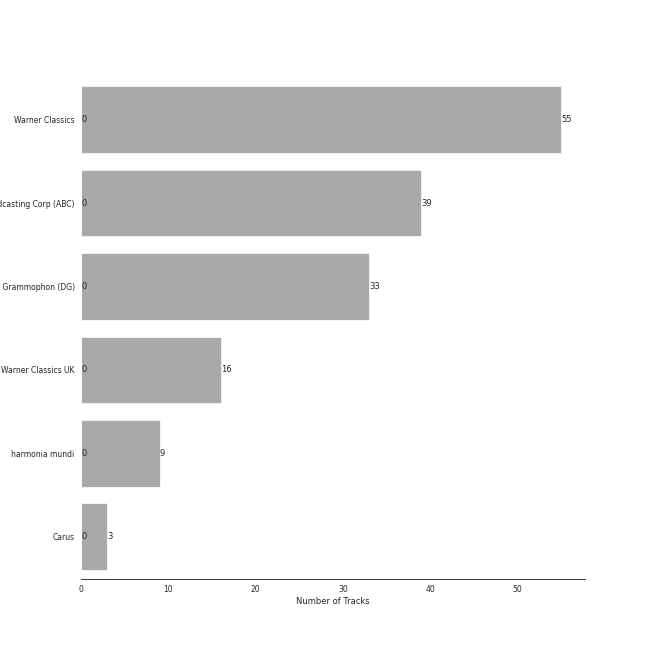 Warner Classics 0 55
Corp (ABC) 0 39
Grammophon (DG) 0 33
Warner Classics UK 0 16
harmonia mundi 0 9
Carus 0 3
0 10 20 30 40 50
Number of Tracks